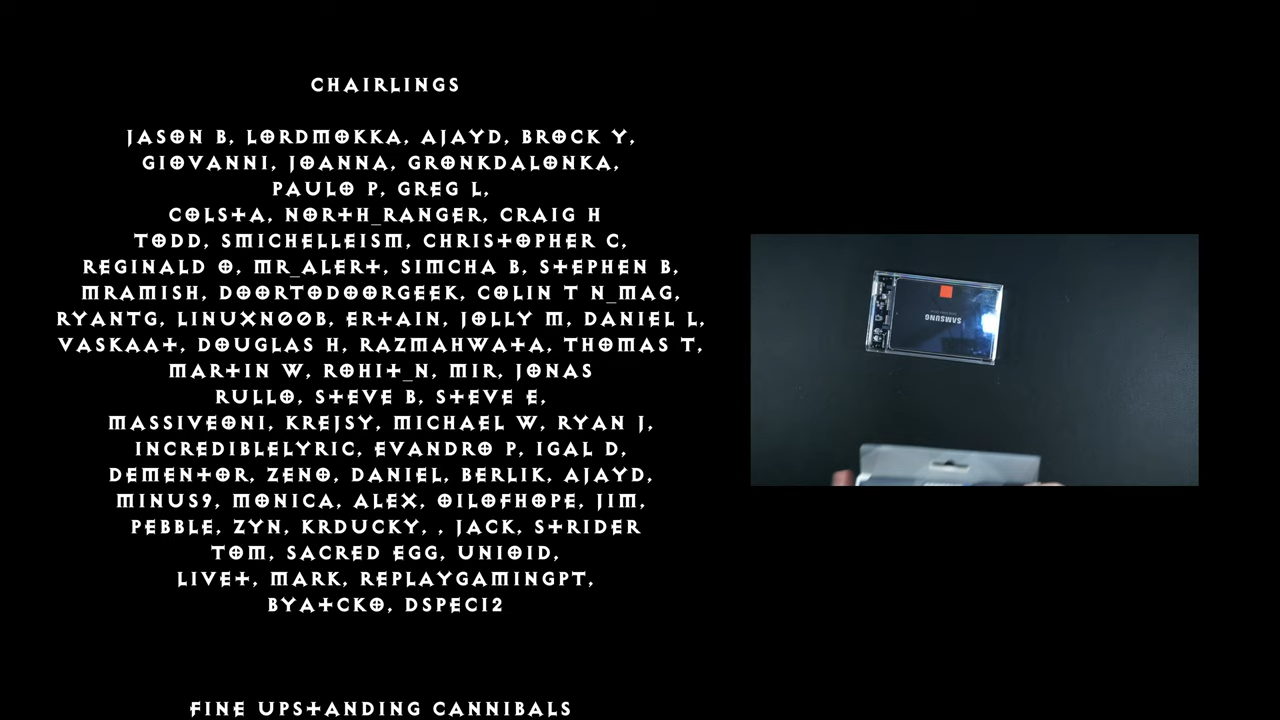 CHAIRLINGS
JASON B, LORDMOKKA, AJAYD, BROCK Y,
GIOVANNI, JOANNA, GRONKDALONKA,
PAULO P, GREG L,
COLSTA, NORTH_RANGER, CRAIG H
TODD, SMICHELLEISM, CHRISTOPHER C,
REGINALD O, MR_ALERT, SIMCHA B, STEPHEN B,
MRAMISH, DOORTODOORGEEK, COLIN T N_MAG,
RYANTG, LINUXN00B, ERTAIN, JOLLY M, DANIEL L,
VASKAAT, DOUGLAS H, RAZMAHWATA, THOMAS T,
MARTIN W, ROHIT_N, MIR, JONAS
RULLO, STEVE B, STEVE E,
MASSIVEONI, KREJSY, MICHAEL W, RYAN J,
INCREDIBLELYRIC, EVANDRO P, IGAL D,
DEMENTOR, ZENO, DANIEL, BERLIK, AJAYD,
MINUS9, MONICA, ALEX, OILOFHOPE, JIM,
PEBBLE, ZYN, KRDUCKY, , JACK, STRIDER
TOM, SACRED EGG, UNIOID,
LIVET, MARK, REPLAYGAMINGPT,
BYATCKO, DSPEC12
FINE UPSTANDING CANNIBALS
SAMSUNG